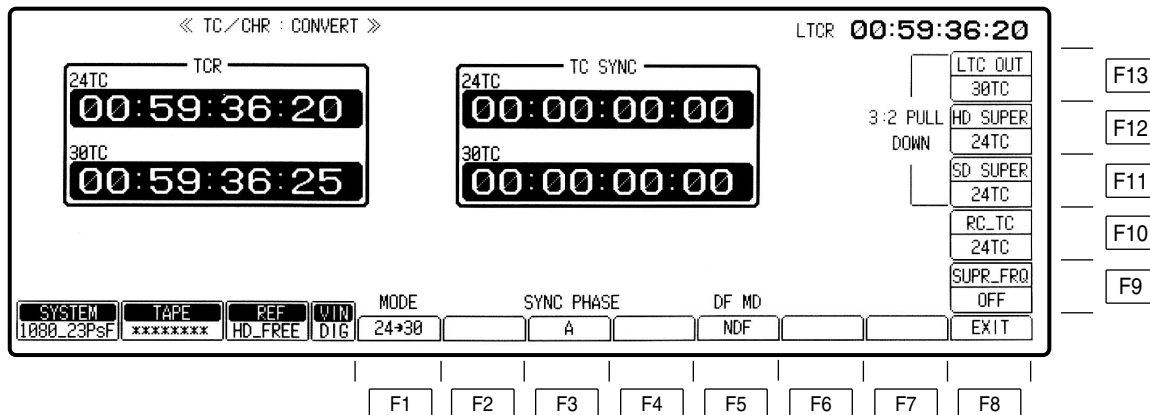 ≪ TC/CHR : CONVERT ≫
LTCR 00:59:36:20
TCR
24TC
00:59:36:20
30TC
00:59:36:25
TC SYNC
24TC
00:00:00:00
30TC
00:00:00:00
3:2 PULL
DOWN
LTC OUT
30TC
HD SUPER
24TC
SD SUPER
24TC
RC_TC
24TC
SUPR_FRQ
OFF
EXIT
F13
F12
F11
F10
F9
SYSTEM
1080_23PsF
TAPE
********
REF
HD_FREE
VIN
DIG
MODE
24→30
SYNC PHASE
A
DF MD
NDF
F1 F2 F3 F4 F5 F6 F7 F8